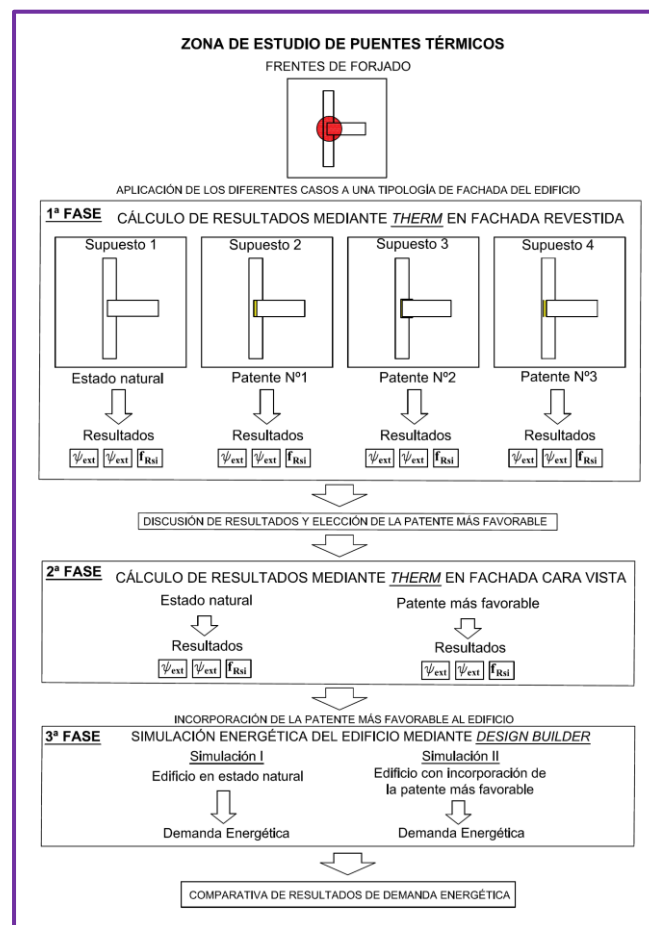 ZONA DE ESTUDIO DE PUENTES TÉRMICOS
FRENTES DE FORJADO
APLICACIÓN DE LOS DIFERENTES CASOS A UNA TIPOLOGÍA DE FACHADA DEL EDIFICIO
1ª FASE CÁLCULO DE RESULTADOS MEDIANTE THERM EN FACHADA REVESTIDA
Supuesto 1 Supuesto 2 Supuesto 3 Supuesto 4
Estado natural Patente Nº1 Patente Nº2 Patente Nº3
Resultados Resultados Resultados Resultados
ψext ψext fRsi ψext ψext fRsi ψext ψext fRsi ψext ψext fRsi
DISCUSIÓN DE RESULTADOS Y ELECCIÓN DE LA PATENTE MÁS FAVORABLE
2ª FASE CÁLCULO DE RESULTADOS MEDIANTE THERM EN FACHADA CARA VISTA
Estado natural Patente más favorable
Resultados Resultados
ψext ψext fRsi ψext ψext fRsi
INCORPORACIÓN DE LA PATENTE MÁS FAVORABLE AL EDIFICIO
3ª FASE SIMULACIÓN ENERGÉTICA DEL EDIFICIO MEDIANTE DESIGN BUILDER
Simulación I Simulación II
Edificio en estado natural Edificio con incorporación de
la patente más favorable
Demanda Energética Demanda Energética
COMPARATIVA DE RESULTADOS DE DEMANDA ENERGÉTICA